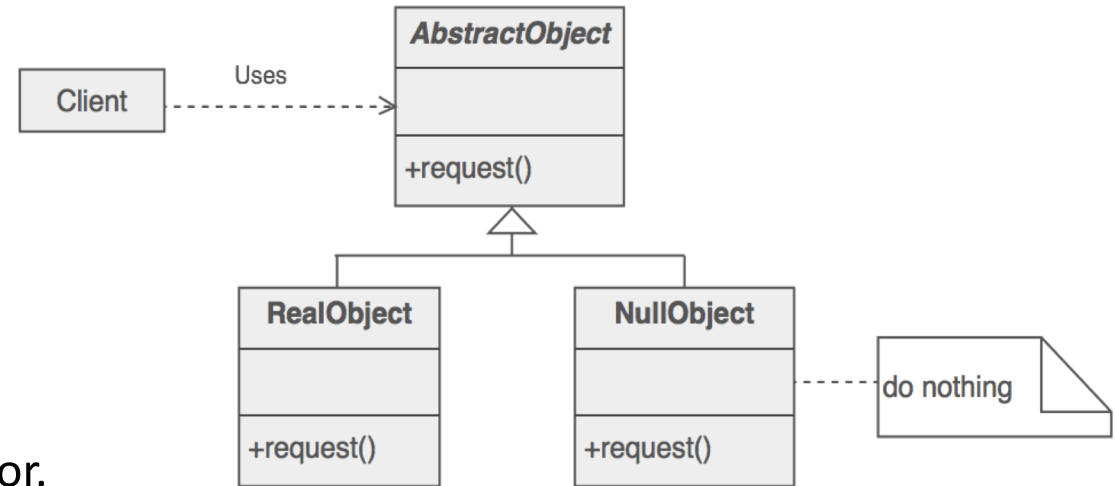 AbstractObject
Uses
Client
+request()
RealObject
NullObject
do nothing
+request()
+request()
or.